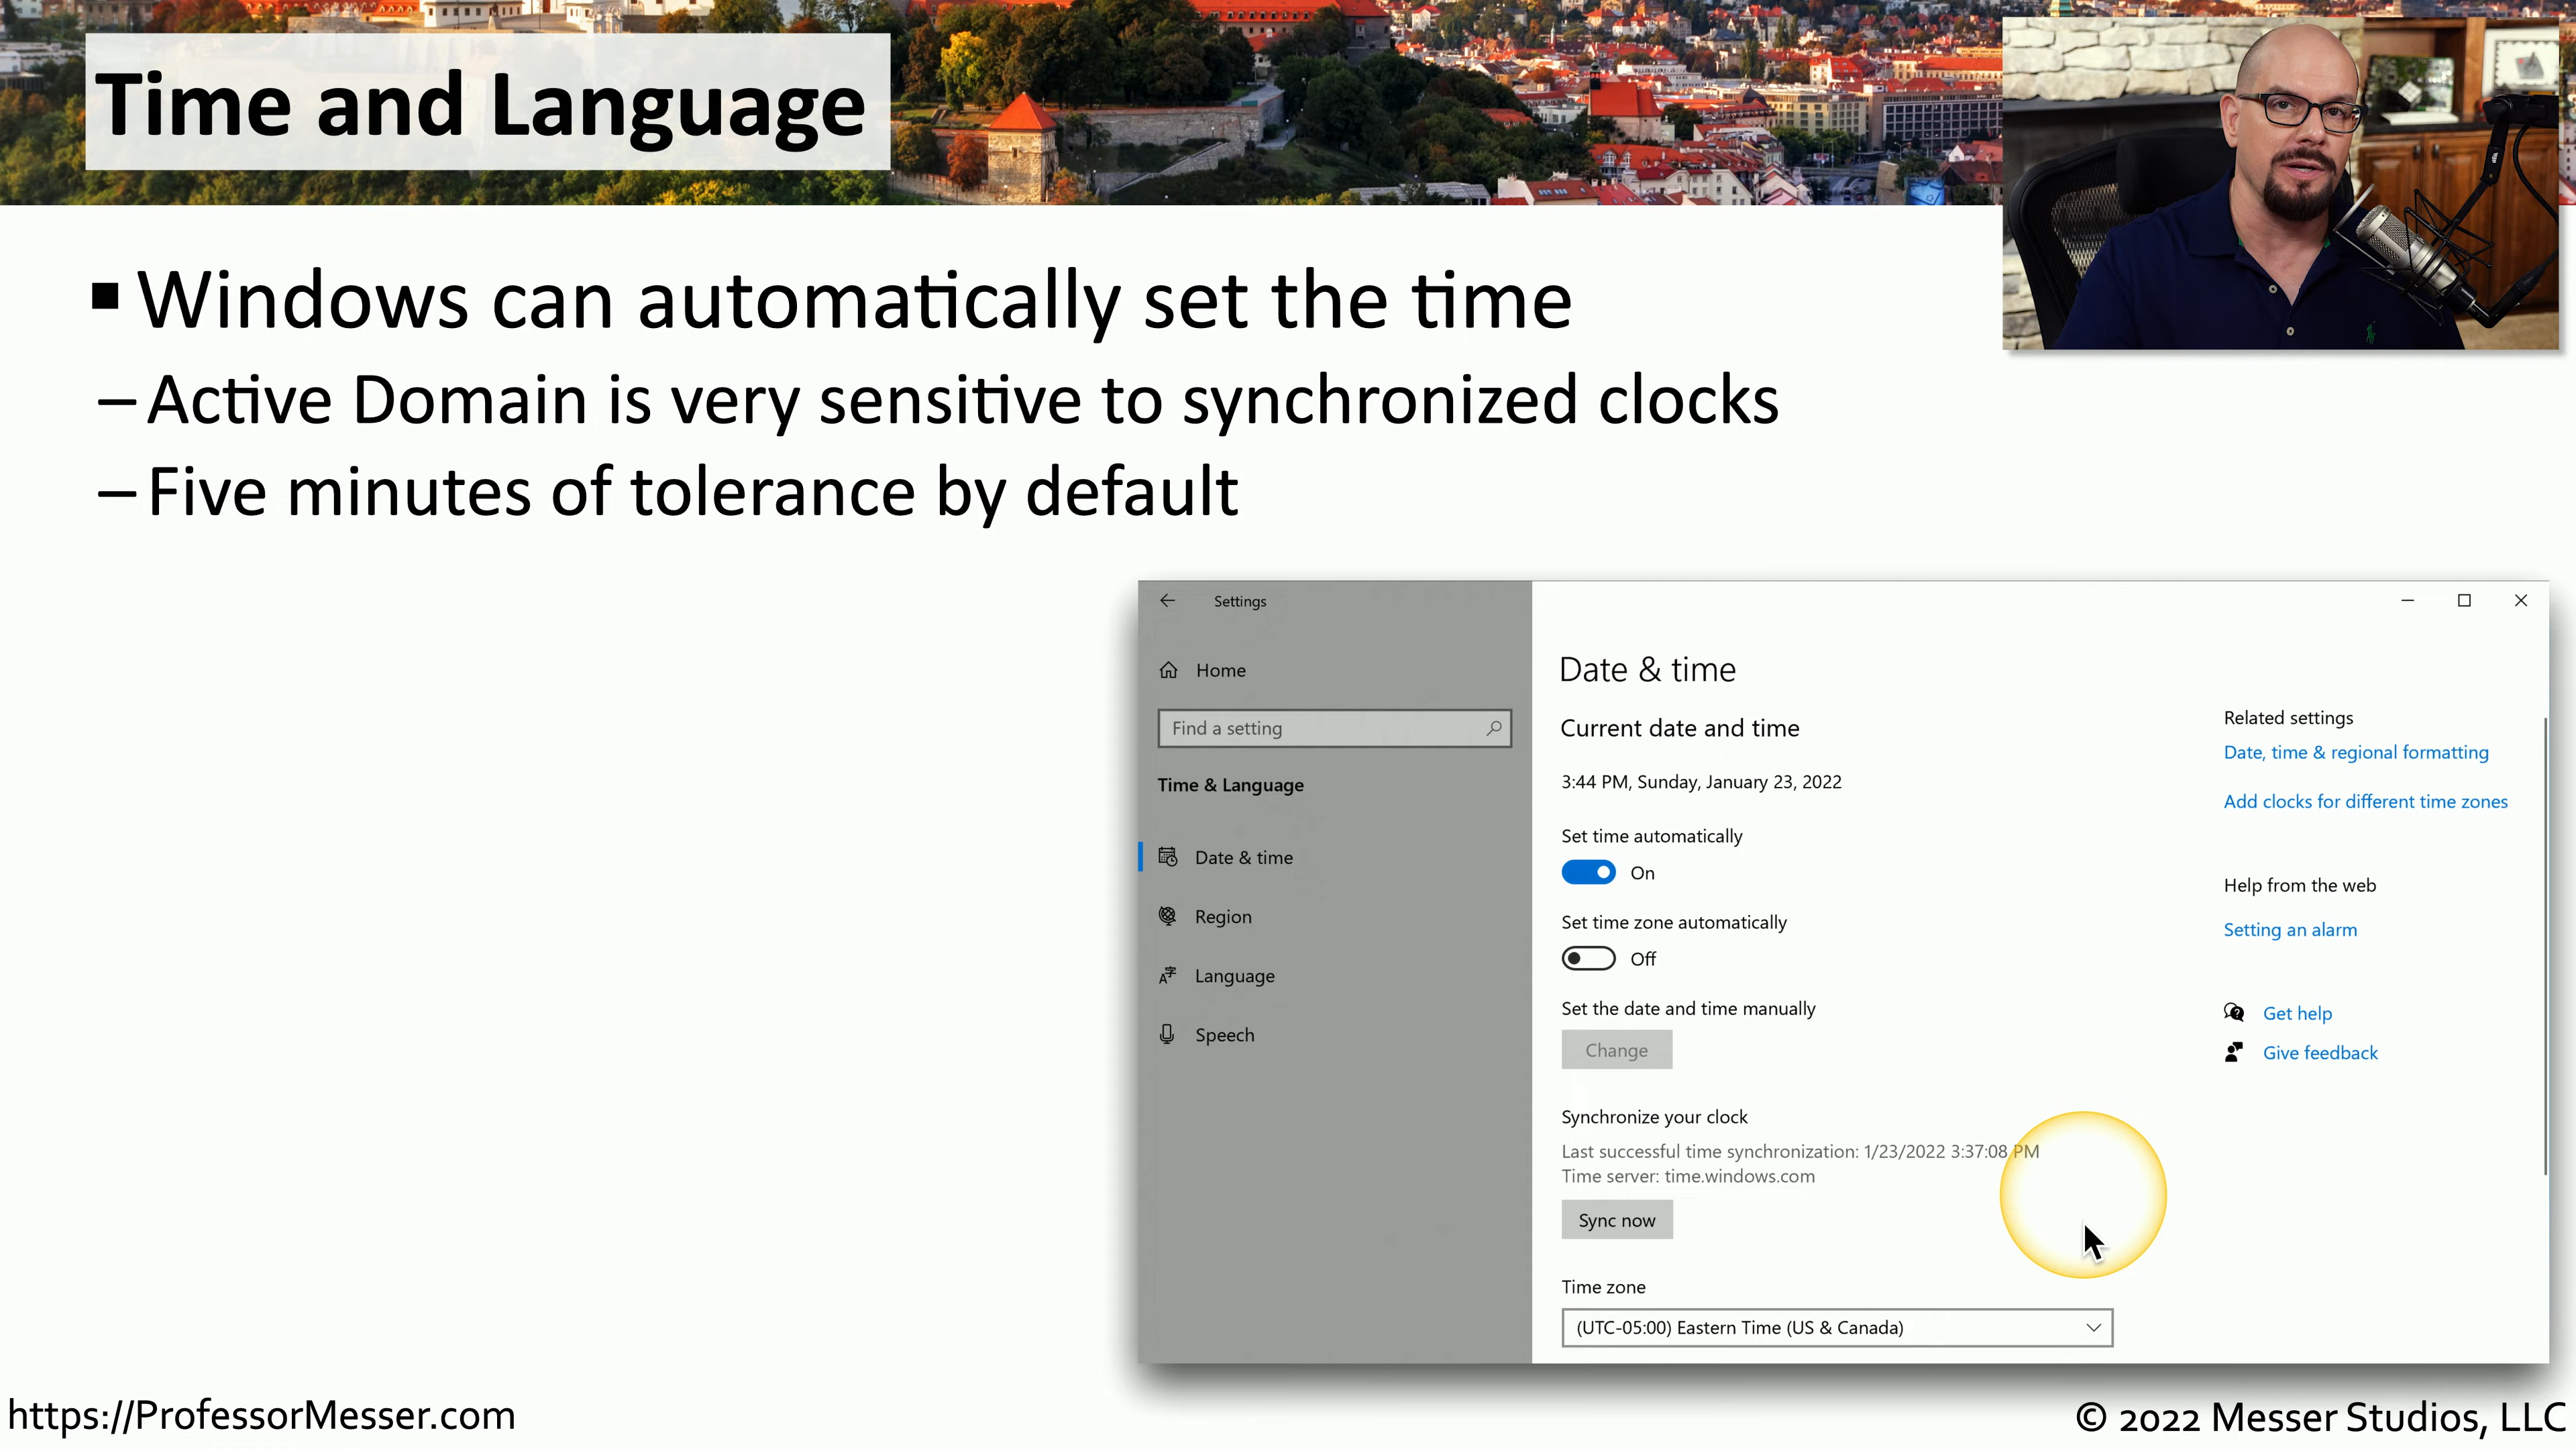 Time and Language
▪ Windows can automatically set the time
– Active Domain is very sensitive to synchronized clocks
– Five minutes of tolerance by default
Settings
Home
Find a setting
Time & Language
Date & time
Region
Language
Speech
Date & time
Current date and time
3:44 PM, Sunday, January 23, 2022
Set time automatically
On
Set time zone automatically
Off
Set the date and time manually
Change
Synchronize your clock
Last successful time synchronization: 1/23/2022 3:37:08 PM
Time server: time.windows.com
Sync now
Time zone
(UTC-05:00) Eastern Time (US & Canada)
Related settings
Date, time & regional formatting
Add clocks for different time zones
Help from the web
Setting an alarm
Get help
Give feedback
https://ProfessorMesser.com
© 2022 Messer Studios, LLC